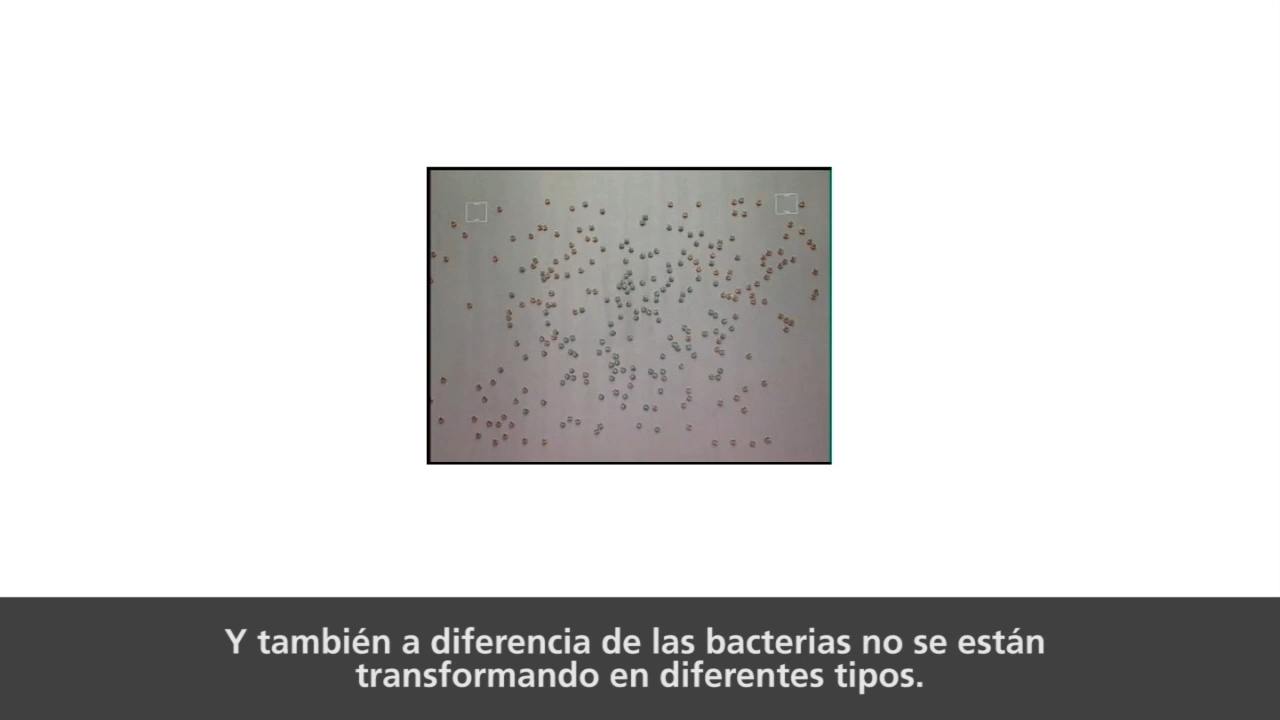 Y también a diferencia de las bacterias no se están
transformando en diferentes tipos.